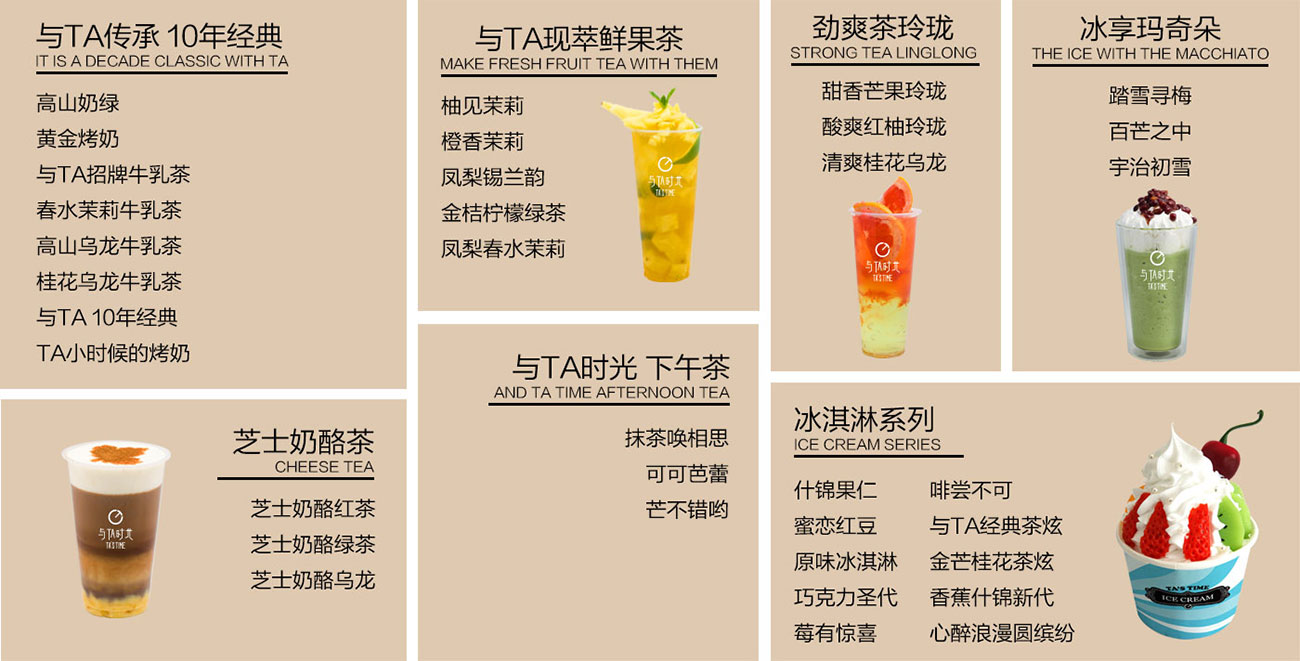 与TA传承 10年经典
IT IS A DECADE CLASSIC WITH TA
高山奶绿
黄金烤奶
与TA招牌牛乳茶
春水茉莉牛乳茶
高山乌龙牛乳茶
桂花乌龙牛乳茶
与TA 10年经典
TA小时候的烤奶
芝士奶酪茶
CHEESE TEA
芝士奶酪红茶
芝士奶酪绿茶
芝士奶酪乌龙
与TA时光
TA'S TIME
与TA现萃鲜果茶
MAKE FRESH FRUIT TEA WITH THEM
柚见茉莉
橙香茉莉
凤梨锡兰韵
金桔柠檬绿茶
凤梨春水茉莉
与TA时光
TA'S TIME
与TA时光 下午茶
AND TA TIME AFTERNOON TEA
抹茶唤相思
可可芭蕾
芒不错哟
劲爽茶玲珑
STRONG TEA LINGLONG
甜香芒果玲珑
酸爽红柚玲珑
清爽桂花乌龙
与TA时光
TA'S TIME
冰享玛奇朵
THE ICE WITH THE MACCHIATO
踏雪寻梅
百芒之中
宇治初雪
与TA时光
TA'S TIME
冰淇淋系列
ICE CREAM SERIES
什锦果仁
蜜恋红豆
原味冰淇淋
巧克力圣代
莓有惊喜
啡尝不可
与TA经典茶炫
金芒桂花茶炫
香蕉什锦新代
心醉浪漫圆缤纷
TA'S TIME
ICE CREAM